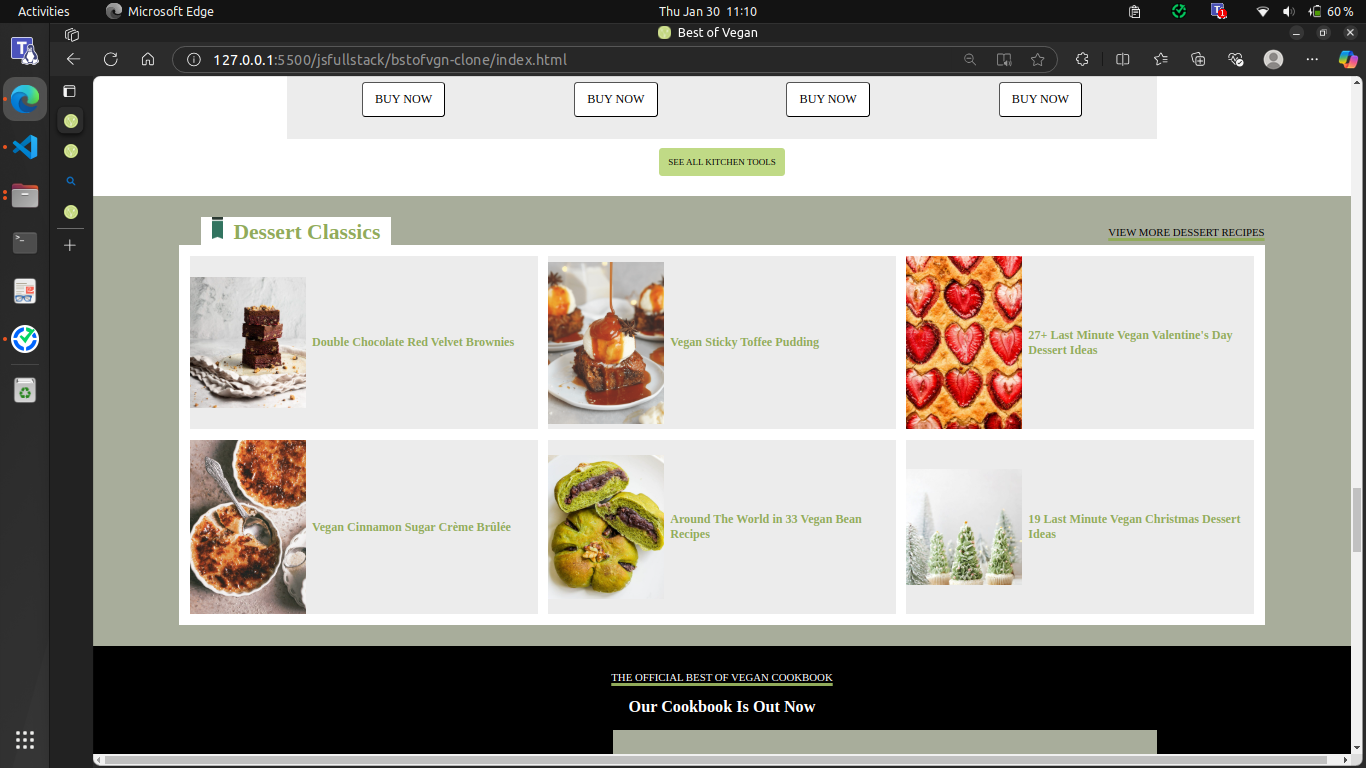 Activities
Microsoft Edge
Thu Jan 30 11:10
1
60 %
Best of Vegan
127.0.0.1:5500/jsfullstack/bstofvgn-clone/index.html
BUY NOW
BUY NOW
BUY NOW
BUY NOW
SEE ALL KITCHEN TOOLS
Dessert Classics
VIEW MORE DESSERT RECIPES
Double Chocolate Red Velvet Brownies
Vegan Sticky Toffee Pudding
27+ Last Minute Vegan Valentine's Day
Dessert Ideas
Vegan Cinnamon Sugar Crème Brûlée
Around The World in 33 Vegan Bean
Recipes
19 Last Minute Vegan Christmas Dessert
Ideas
THE OFFICIAL BEST OF VEGAN COOKBOOK
Our Cookbook Is Out Now